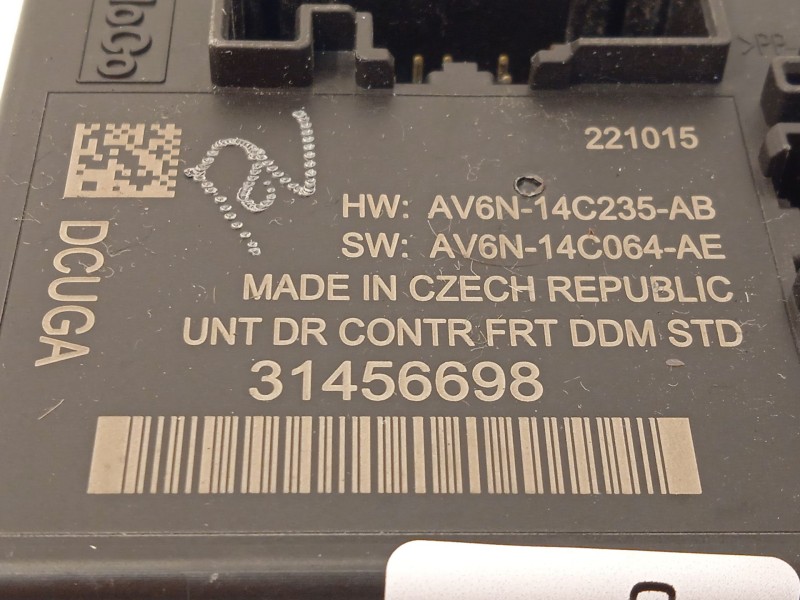 221015
HW: AV6N-14C235-AB
SW: AV6N-14C064-AE
MADE IN CZECH REPUBLIC
UNT DR CONTR FRT DDM STD
31456698
DCUGA